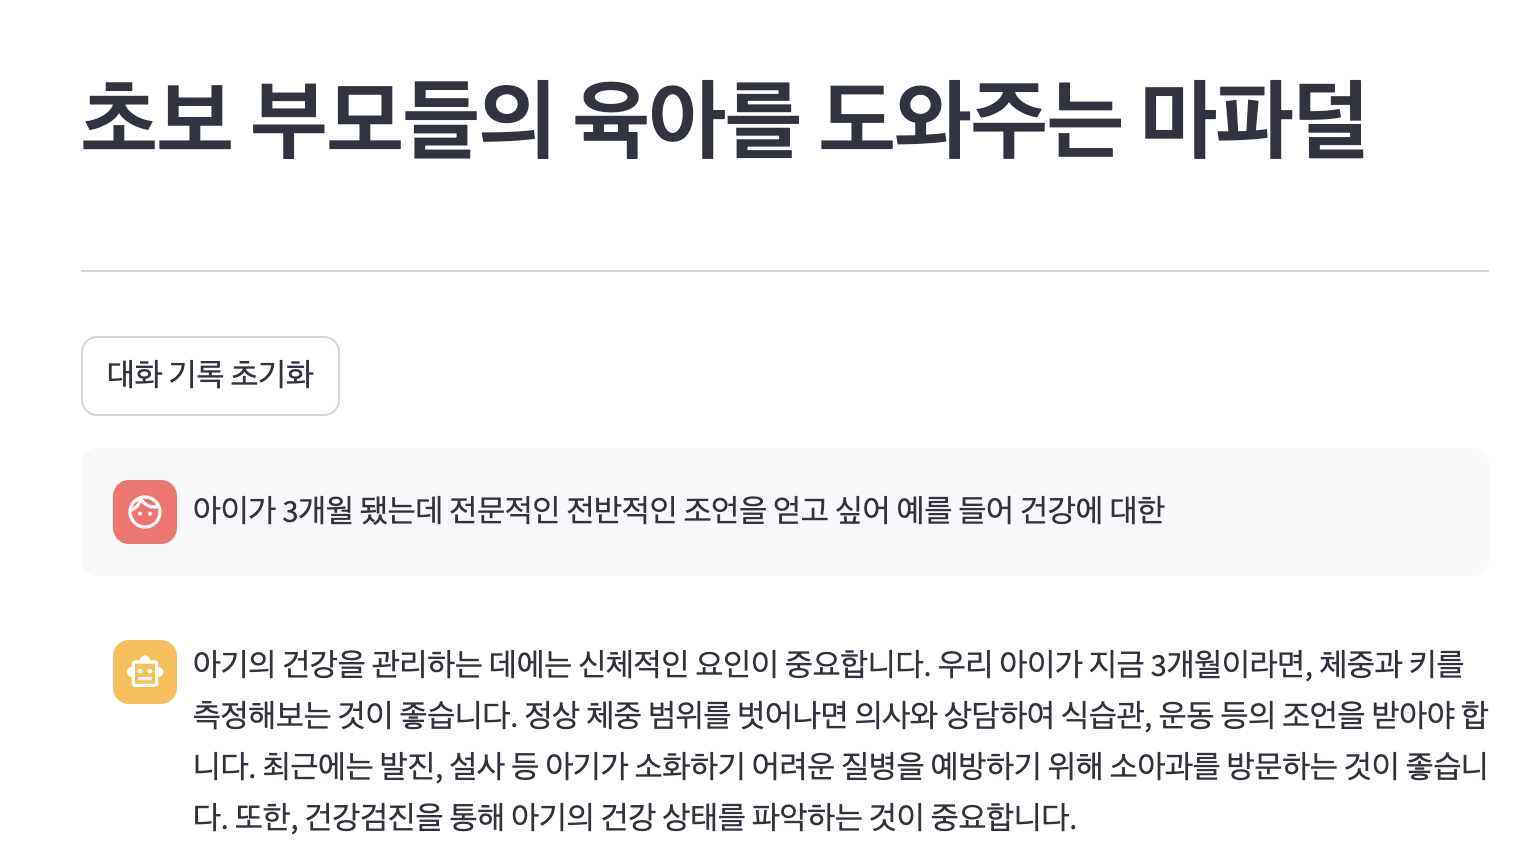 초보 부모들의 육아를 도와주는 마파덜
대화 기록 초기화
아이가 3개월 됐는데 전문적인 전반적인 조언을 얻고 싶어 예를 들어 건강에 대한
아기의 건강을 관리하는 데에는 신체적인 요인이 중요합니다. 우리 아이가 지금 3개월이라면, 체중과 키를
측정해보는 것이 좋습니다. 정상 체중 범위를 벗어나면 의사와 상담하여 식습관, 운동 등의 조언을 받아야 합
니다. 최근에는 발진, 설사 등 아기가 소화하기 어려운 질병을 예방하기 위해 소아과를 방문하는 것이 좋습니
다. 또한, 건강검진을 통해 아기의 건강 상태를 파악하는 것이 중요합니다.